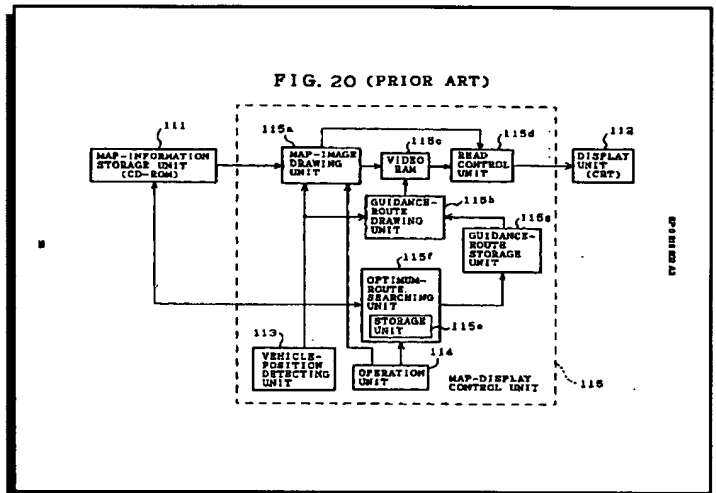 FIG. 20 (PRIOR ART)
111
MAP-INFORMATION
STORAGE UNIT
(CD-ROM)
115a
MAP-IMAGE
DRAWING
UNIT
115c
VIDEO
RAM
115d
READ
CONTROL
UNIT
112
DISPLAY
UNIT
(CRT)
115b
GUIDANCE-
ROUTE
DRAWING
UNIT
115g
GUIDANCE-
ROUTE
STORAGE
UNIT
115f
OPTIMUM-
ROUTE
SEARCHING
UNIT
STORAGE
UNIT
115e
113
VEHICLE-
POSITION
DETECTING
UNIT
114
OPERATION
UNIT
MAP-DISPLAY
CONTROL UNIT
115